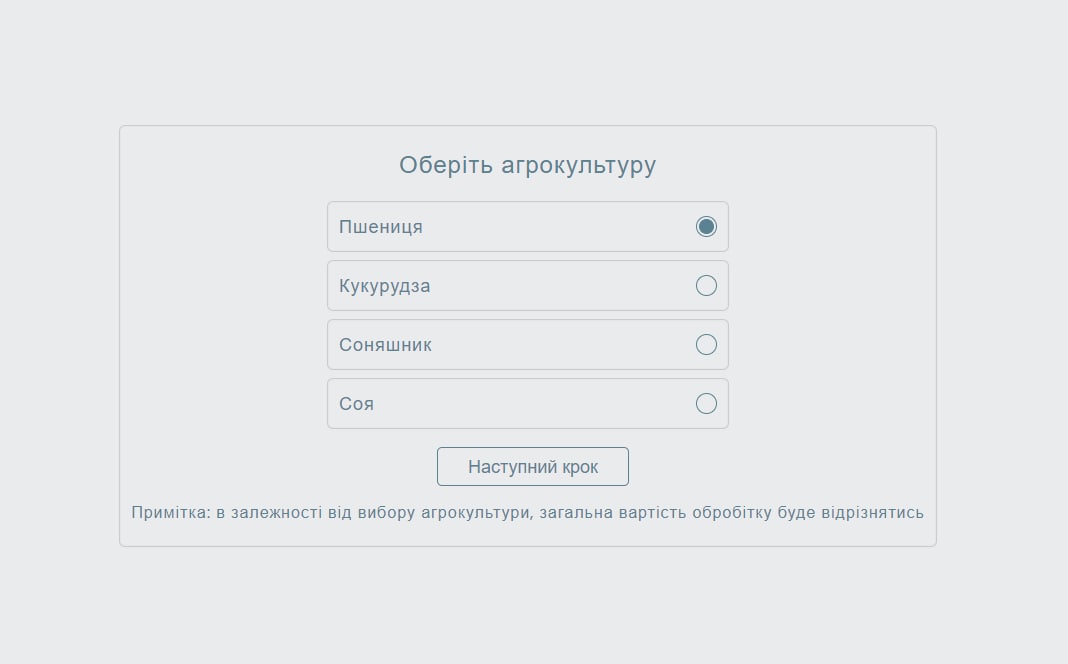 Оберіть агрокультуру
Пшениця
Кукурудза
Соняшник
Соя
Наступний крок
Примітка: в залежності від вибору агрокультури, загальна вартість обробітку буде відрізнятись